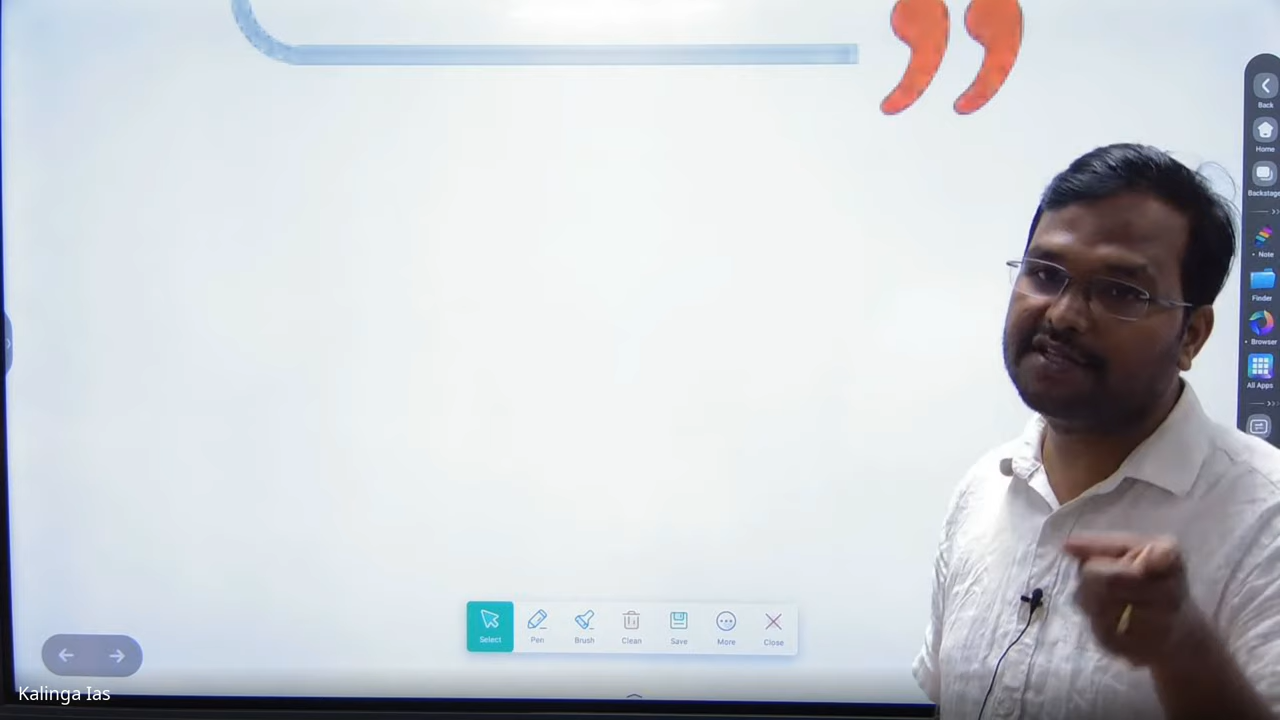 Back
Home
Backstage
Note
Finder
Browser
All Apps
Select
Pen
Brush
Clean
Save
More
Close
Kalinga Ias